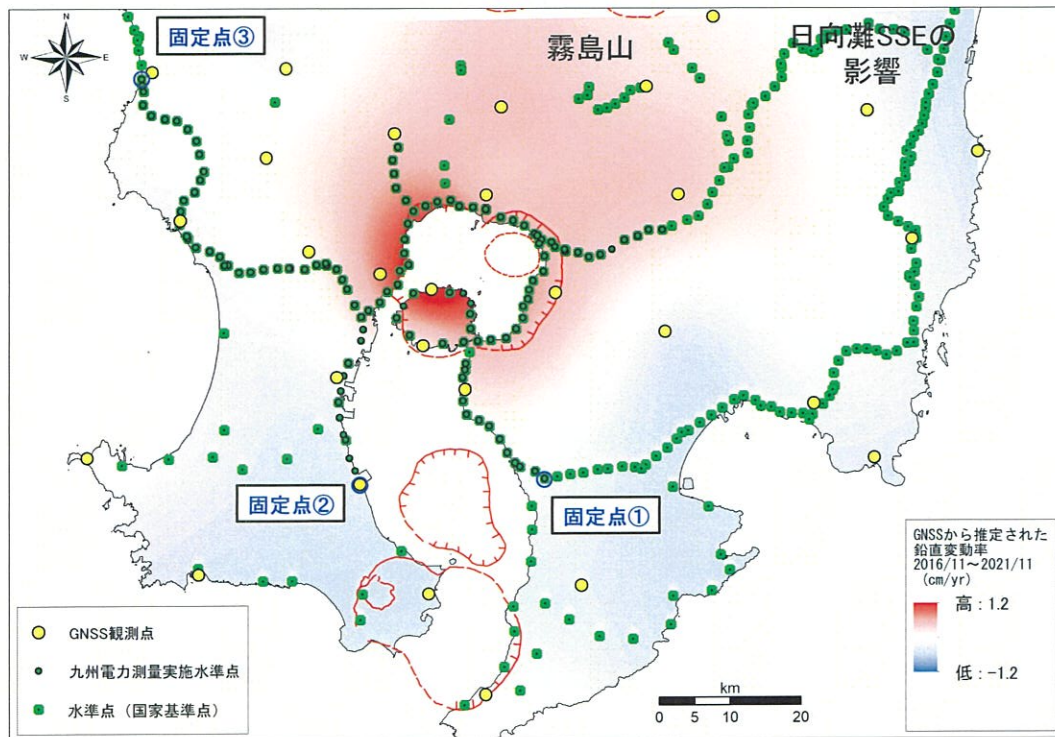 N
W
E
S
固定点③
霧島山
日向灘SSEの
影響
固定点②
固定点①
GNSS観測点
九州電力測量実施水準点
水準点（国家基準点）
km
0 5 10 20
GNSSから推定された
鉛直変動率
2016/11～2021/11
(cm/yr)
高：1.2
低：-1.2